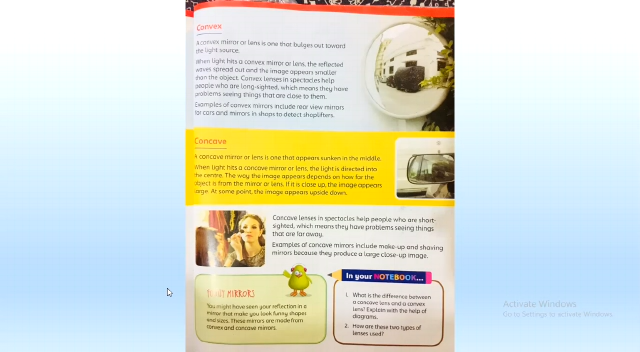 Convex
A convex mirror or lens is one that bulges out toward
the light source.
When light hits a convex mirror or lens, the reflected
waves spread out and the image appears smaller
than the object. Convex lenses in spectacles help
people who are long-sighted, which means they have
problems seeing things that are close to them.
Examples of convex mirrors include rear view mirrors
for cars and mirrors in shops to detect shoplifters.
Concave
A concave mirror or lens is one that appears sunken in the middle.
When light hits a concave mirror or lens, the light is directed into
the centre. The way the image appears depends on how far the
object is from the mirror or lens. If it is close up, the image appears
large. At some point, the image appears upside down.
Concave lenses in spectacles help people who are short-
sighted, which means they have problems seeing things
that are far away.
Examples of concave mirrors include make-up and shaving
mirrors because they produce a large close-up image.
MIRRORS
You might have seen your reflection in a
mirror that make you look funny shapes
and sizes. These mirrors are made from
convex and concave mirrors.
In your NOTEBOOK...
1. What is the difference between
a concave lens and a convex
lens? Explain with the help of
diagrams.
2. How are these two types of
lenses used?
Activate Windows
Go to Settings to activate Windows.